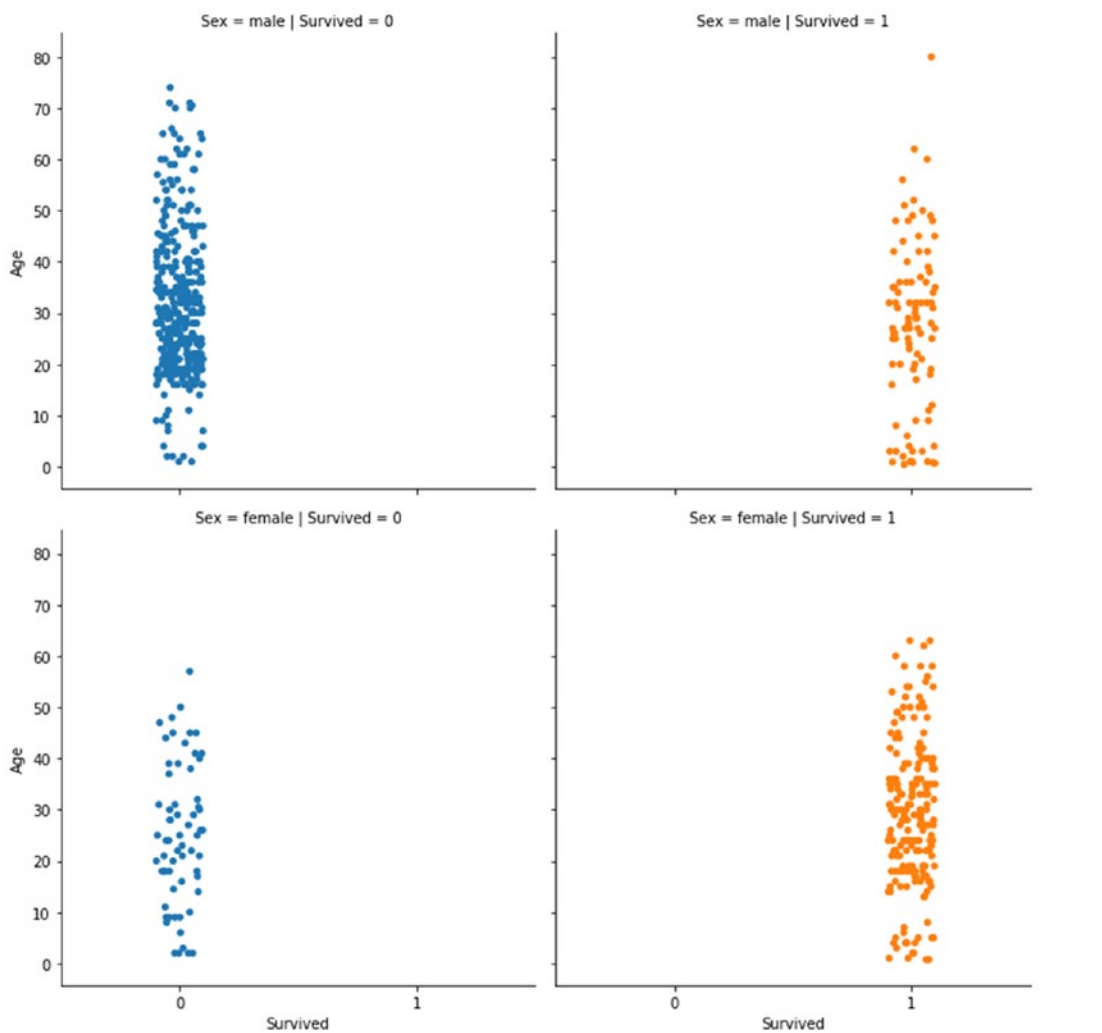 Sex = male | Survived = 0
Sex = male | Survived = 1
80
70
60
50
40
30
20
10
0
Age
Sex = female | Survived = 0
Sex = female | Survived = 1
80
70
60
50
40
30
20
10
0
Age
0
1
0
1
Survived
Survived